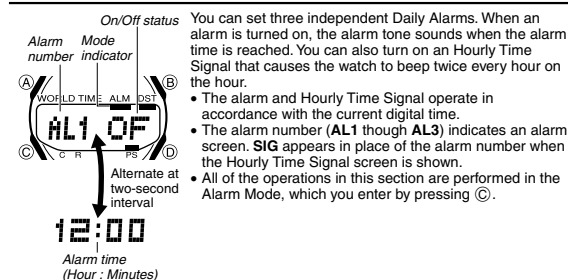 On/Off status
Alarm number
Mode indicator
A
B
WORLD TIME ALM DST
AL1 OF
C
C R PS
D
Alternate at
two-second
interval
12:00
Alarm time
(Hour : Minutes)
You can set three independent Daily Alarms. When an
alarm is turned on, the alarm tone sounds when the alarm
time is reached. You can also turn on an Hourly Time
Signal that causes the watch to beep twice every hour on
the hour.
• The alarm and Hourly Time Signal operate in
accordance with the current digital time.
• The alarm number (AL1 though AL3) indicates an alarm
screen. SIG appears in place of the alarm number when
the Hourly Time Signal screen is shown.
• All of the operations in this section are performed in the
Alarm Mode, which you enter by pressing Ⓒ.